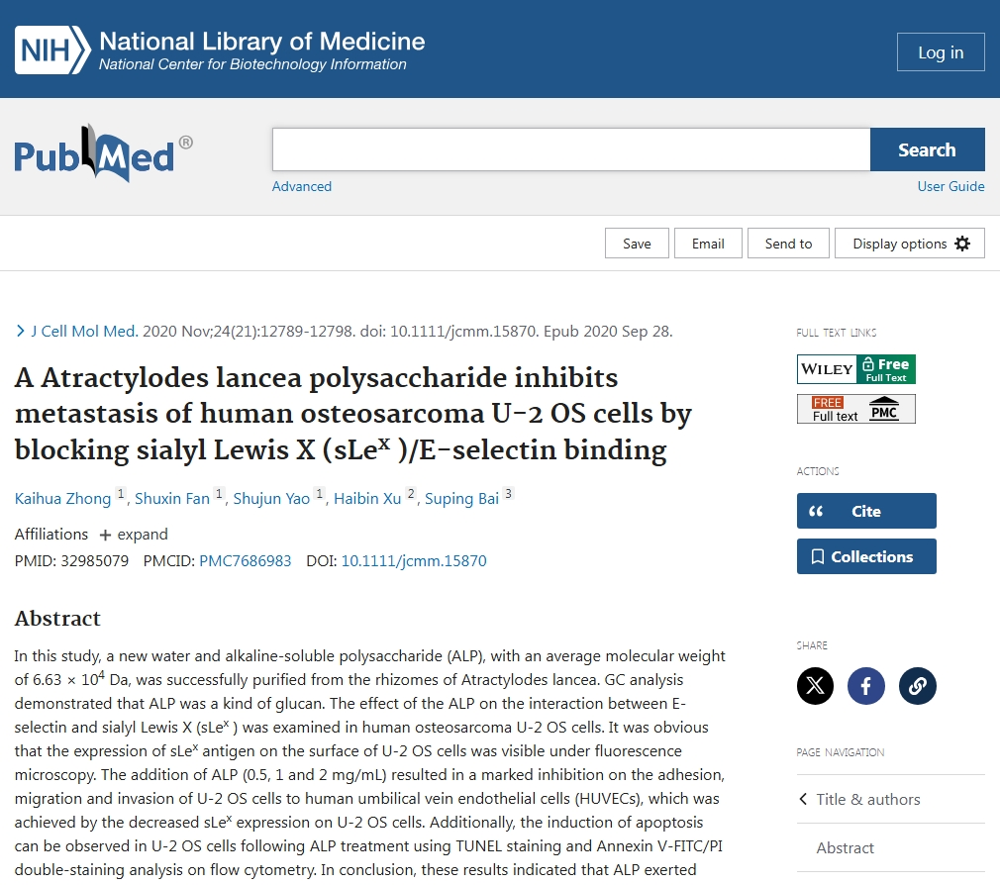 NIH National Library of Medicine
National Center for Biotechnology Information
Log in
PubMed®
Search
Advanced
User Guide
Save
Email
Send to
Display options
J Cell Mol Med. 2020 Nov;24(21):12789-12798. doi: 10.1111/jcmm.15870. Epub 2020 Sep 28.
A Atractylodes lancea polysaccharide inhibits
metastasis of human osteosarcoma U-2 OS cells by
blocking sialyl Lewis X (sLeˣ )/E-selectin binding
Kaihua Zhong ¹, Shuxin Fan ¹, Shujun Yao ¹, Haibin Xu ², Suping Bai ³
Affiliations + expand
PMID: 32985079 PMCID: PMC7686983 DOI: 10.1111/jcmm.15870
Abstract
In this study, a new water and alkaline-soluble polysaccharide (ALP), with an average molecular weight
of 6.63 × 10⁴ Da, was successfully purified from the rhizomes of Atractylodes lancea. GC analysis
demonstrated that ALP was a kind of glucan. The effect of the ALP on the interaction between E-
selectin and sialyl Lewis X (sLeˣ ) was examined in human osteosarcoma U-2 OS cells. It was obvious
that the expression of sLeˣ antigen on the surface of U-2 OS cells was visible under fluorescence
microscopy. The addition of ALP (0.5, 1 and 2 mg/mL) resulted in a marked inhibition on the adhesion,
migration and invasion of U-2 OS cells to human umbilical vein endothelial cells (HUVECs), which was
achieved by the decreased sLeˣ expression on U-2 OS cells. Additionally, the induction of apoptosis
can be observed in U-2 OS cells following ALP treatment using TUNEL staining and Annexin V-FITC/PI
double-staining analysis on flow cytometry. In conclusion, these results indicated that ALP exerted
FULL TEXT LINKS
WILEY Free
Full Text
FREE
Full text PMC
ACTIONS
Cite
Collections
SHARE
PAGE NAVIGATION
Title & authors
Abstract